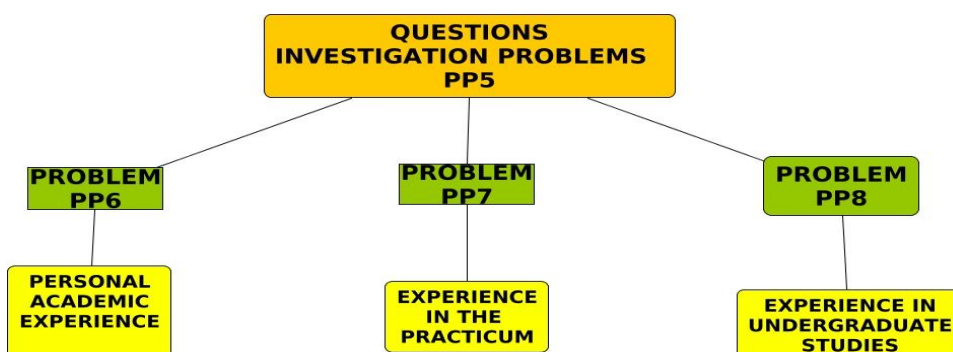 QUESTIONS
INVESTIGATION PROBLEMS
PP5
PROBLEM
PP6
PROBLEM
PP7
PROBLEM
PP8
PERSONAL
ACADEMIC
EXPERIENCE
EXPERIENCE
IN THE
PRACTICUM
EXPERIENCE IN
UNDERGRADUATE
STUDIES